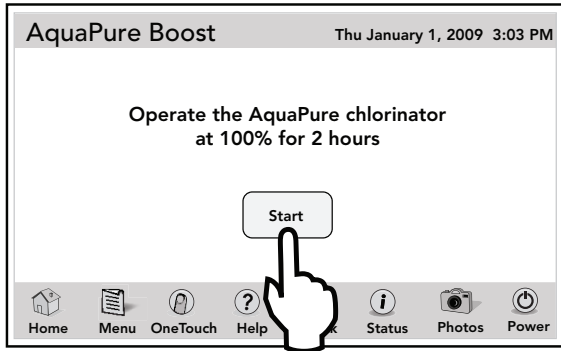 AquaPure Boost
Thu January 1, 2009 3:03 PM
Operate the AquaPure chlorinator
at 100% for 2 hours
Start
Home Menu OneTouch Help Status Photos Power